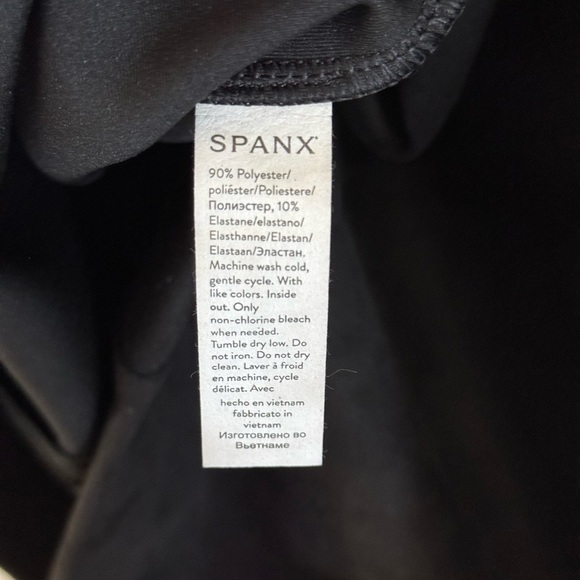 SPANX®
90% Polyester/
poliéster/Poliestere/
Полиэстер, 10%
Elastane/elastano/
Elasthanne/Elastan/
Elastaan/Эластан.
Machine wash cold,
gentle cycle. With
like colors. Inside
out. Only
non-chlorine bleach
when needed.
Tumble dry low. Do
not iron. Do not dry
clean. Laver à froid
en machine, cycle
délicat. Avec
hecho en vietnam
fabbricato in
vietnam
Изготовлено во
Вьетнаме